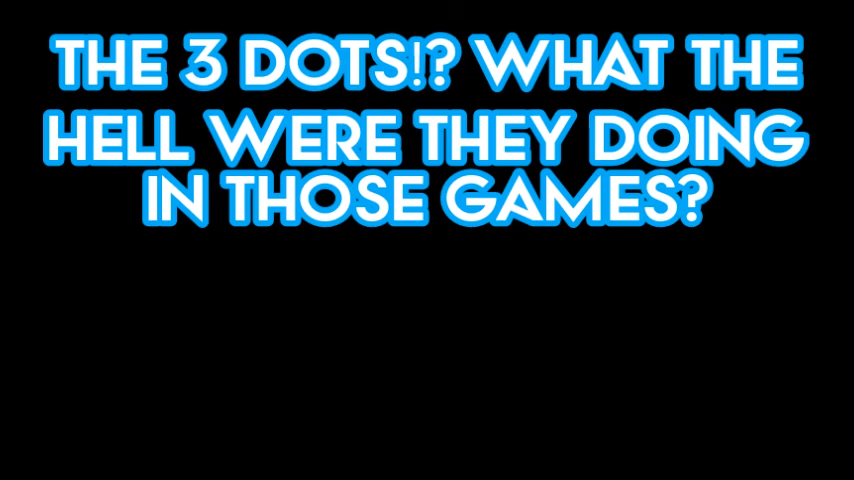 THE 3 DOTS!? WHAT THE
HELL WERE THEY DOING
IN THOSE GAMES?